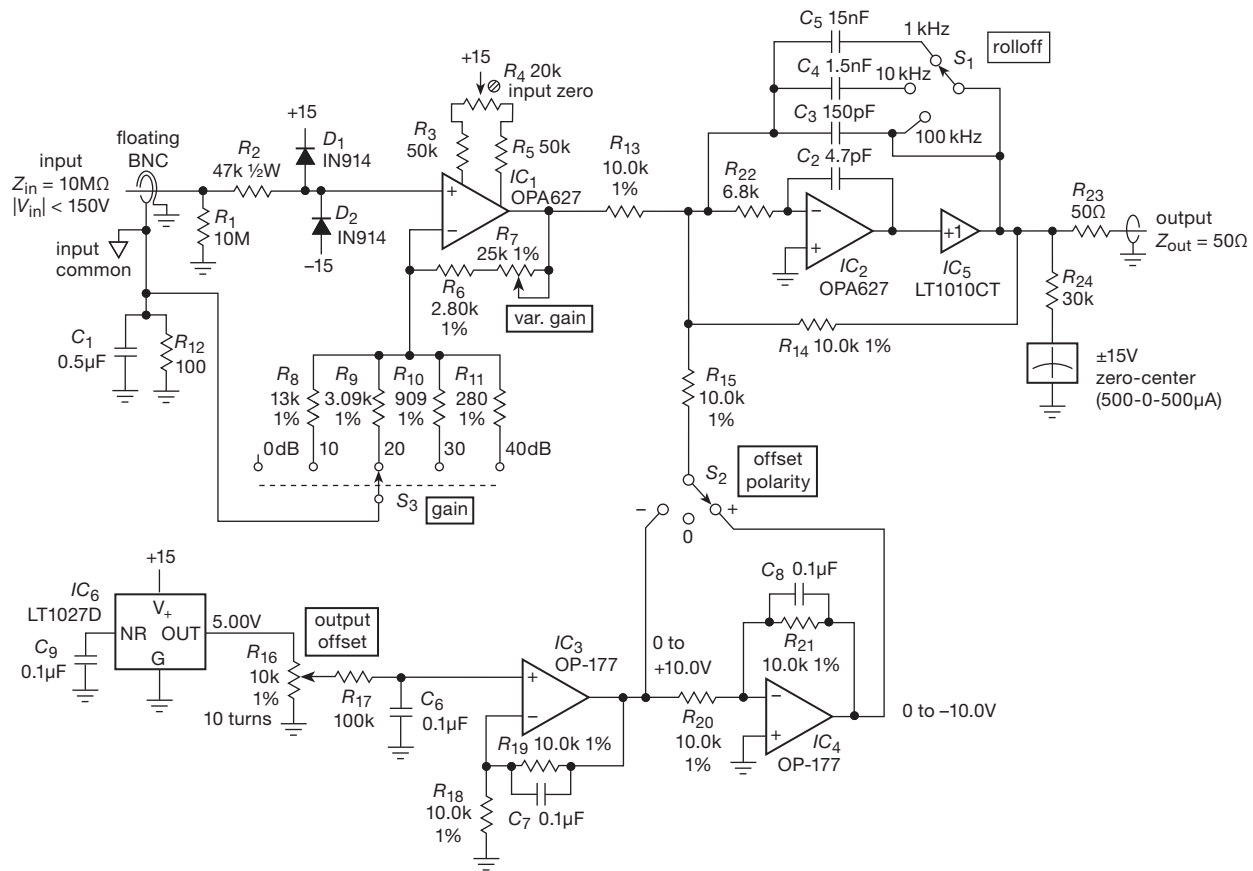 C5 15nF
1 kHz
S1
rolloff
C4 1.5nF
10 kHz
C3 150pF
100 kHz
C2 4.7pF
+15
R4 20k
input zero
R3
50k
R5 50k
IC1
OPA627
floating
BNC
input
Zin = 10MΩ
|Vin| < 150V
R2
47k ½W
+15
D1
IN914
D2
IN914
–15
R1
10M
input
common
+
–
R13
10.0k
1%
R22
6.8k
–
+
IC2
OPA627
+1
IC5
LT1010CT
R23
50Ω
output
Zout = 50Ω
R24
30k
R7
25k 1%
R6
2.80k
1%
var. gain
C1
0.5µF
R12
100
R14 10.0k 1%
±15V
zero-center
(500-0-500µA)
R8
13k
1%
R9
3.09k
1%
R10
909
1%
R11
280
1%
R15
10.0k
1%
0dB
10
20
30
40dB
S3
gain
S2
offset
polarity
–
0
+
+15
IC6
LT1027D
V+
NR OUT
G
5.00V
C9
0.1µF
output
offset
R16
10k
1%
10 turns
R17
100k
C6
0.1µF
IC3
OP-177
+
–
0 to
+10.0V
R19 10.0k 1%
R18
10.0k
1%
C7 0.1µF
R20
10.0k
1%
C8 0.1µF
R21
10.0k 1%
–
+
IC4
OP-177
0 to –10.0V